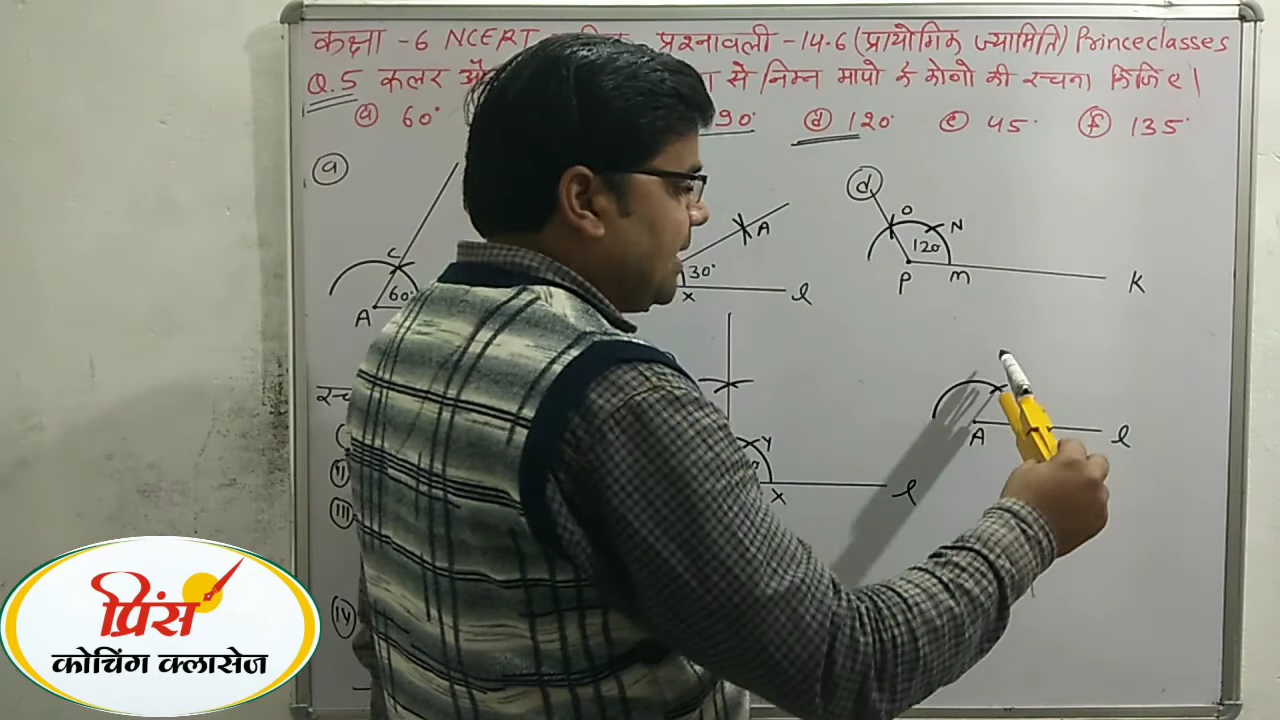 कक्षा -6 NCERT प्रश्नावली -14.6 (प्रायोगिक ज्यामिति) Princeclasses
Q.5 कलर से निम्न मापो के कोणो की रचना किजिए।
(a) 60° 90° (d) 120° (e) 45° (f) 135°
(a)
C
60°
A
A
30°
X l
(d)
O N
120
P M K
A l
Y
X l
(II)
(III)
(IV)
प्रिंस
कोचिंग क्लासेज